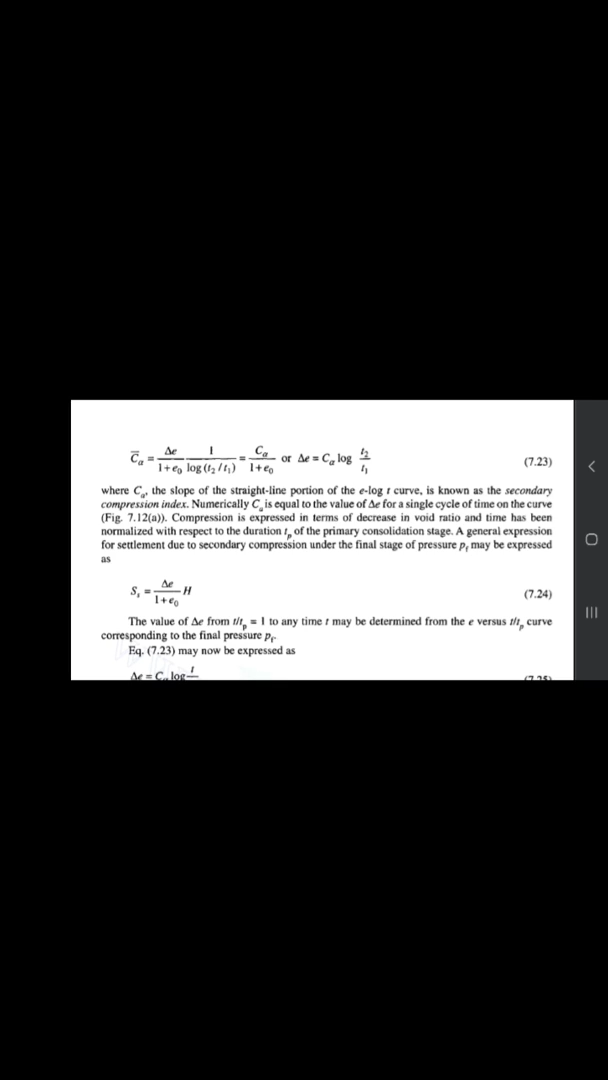 C̄α = Δe / 1+e₀ 1 / log (t₂ / t₁) = Cα / 1+e₀ or Δe = Cα log t₂ / t₁ (7.23)
where Cα, the slope of the straight-line portion of the e-log t curve, is known as the secondary
compression index. Numerically Cα is equal to the value of Δe for a single cycle of time on the curve
(Fig. 7.12(a)). Compression is expressed in terms of decrease in void ratio and time has been
normalized with respect to the duration tp of the primary consolidation stage. A general expression
for settlement due to secondary compression under the final stage of pressure pf may be expressed
as
Ss = Δe / 1+e₀ H (7.24)
The value of Δe from t/tp = 1 to any time t may be determined from the e versus t/tp curve
corresponding to the final pressure pf.
Eq. (7.23) may now be expressed as
Δe = Cα log t (7.25)